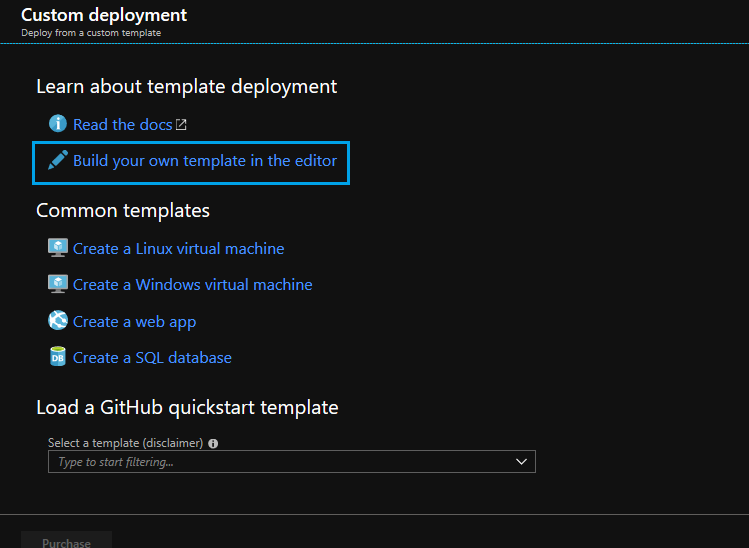 Custom deployment
Deploy from a custom template
Learn about template deployment
Read the docs
Build your own template in the editor
Common templates
Create a Linux virtual machine
Create a Windows virtual machine
Create a web app
DB Create a SQL database
Load a GitHub quickstart template
Select a template (disclaimer)
Type to start filtering...
Purchase